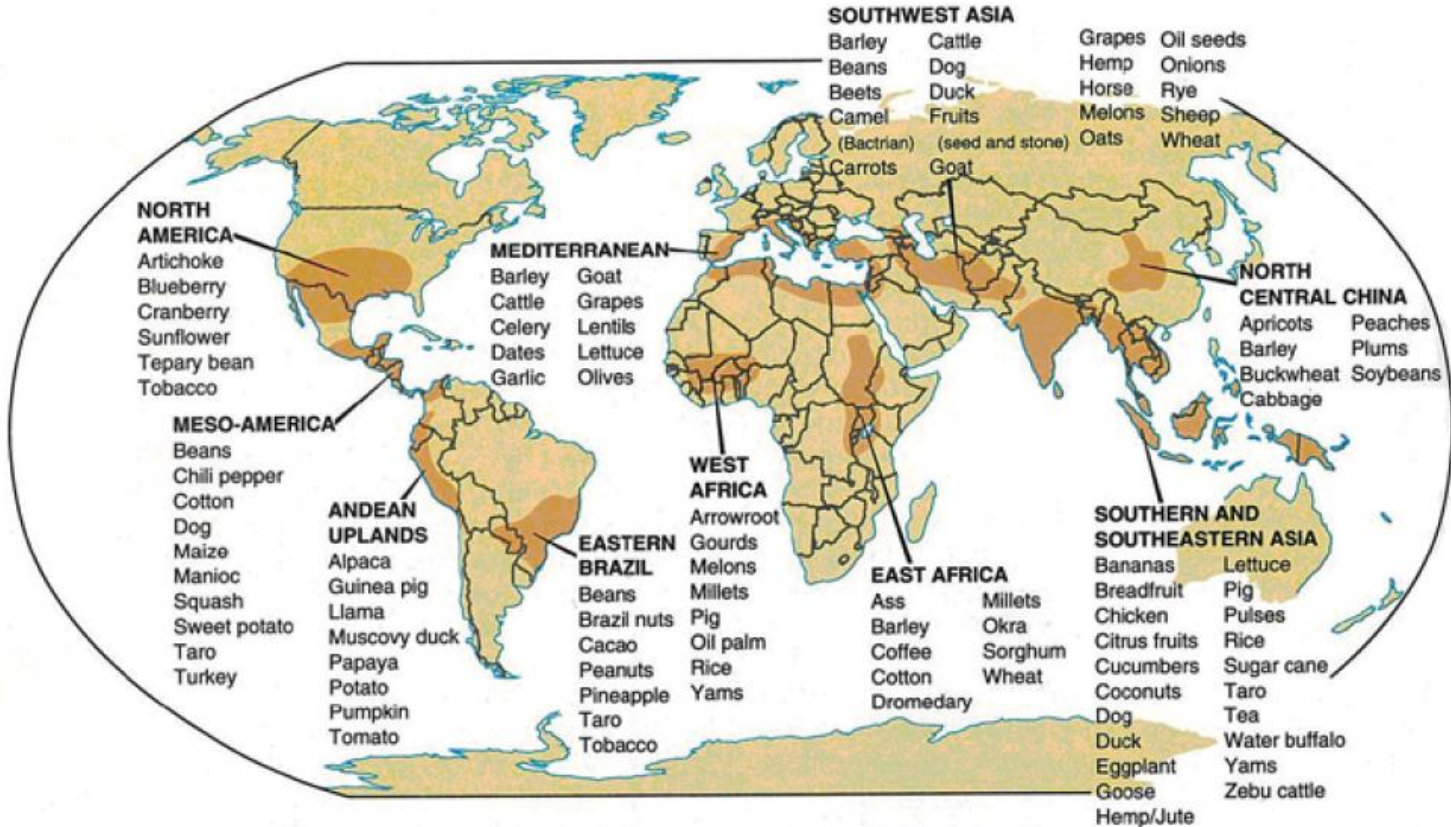 SOUTHWEST ASIA
Barley Cattle Grapes Oil seeds
Beans Dog Hemp Onions
Beets Duck Horse Rye
Camel Fruits Melons Sheep
(Bactrian) (seed and stone) Oats Wheat
Carrots Goat
NORTH
AMERICA
Artichoke
Blueberry
Cranberry
Sunflower
Tepary bean
Tobacco
MEDITERRANEAN
Barley Goat
Cattle Grapes
Celery Lentils
Dates Lettuce
Garlic Olives
NORTH
CENTRAL CHINA
Apricots Peaches
Barley Plums
Buckwheat Soybeans
Cabbage
MESO-AMERICA
Beans
Chili pepper
Cotton
Dog
Maize
Manioc
Squash
Sweet potato
Taro
Turkey
ANDEAN
UPLANDS
Alpaca
Guinea pig
Llama
Muscovy duck
Papaya
Potato
Pumpkin
Tomato
EASTERN
BRAZIL
Beans
Brazil nuts
Cacao
Peanuts
Pineapple
Taro
Tobacco
WEST
AFRICA
Arrowroot
Gourds
Melons
Millets
Pig
Oil palm
Rice
Yams
EAST AFRICA
Ass Millets
Barley Okra
Coffee Sorghum
Cotton Wheat
Dromedary
SOUTHERN AND
SOUTHEASTERN ASIA
Bananas Lettuce
Breadfruit Pig
Chicken Pulses
Citrus fruits Rice
Cucumbers Sugar cane
Coconuts Taro
Dog Tea
Duck Water buffalo
Eggplant Yams
Goose Zebu cattle
Hemp/Jute